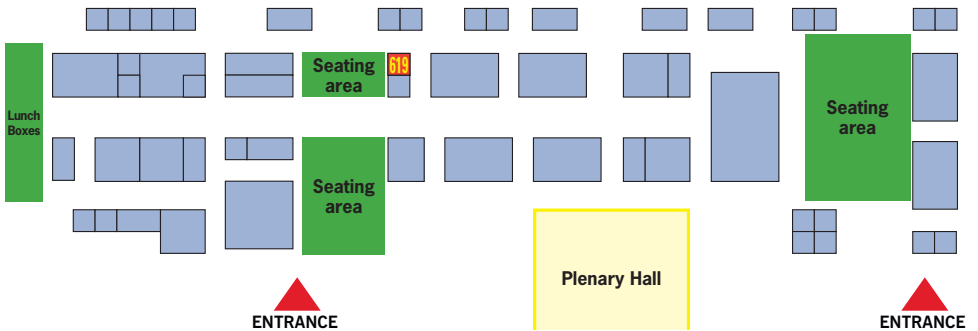 Seating
area
619
Lunch
Boxes
Seating
area
Seating
area
Plenary Hall
ENTRANCE
ENTRANCE